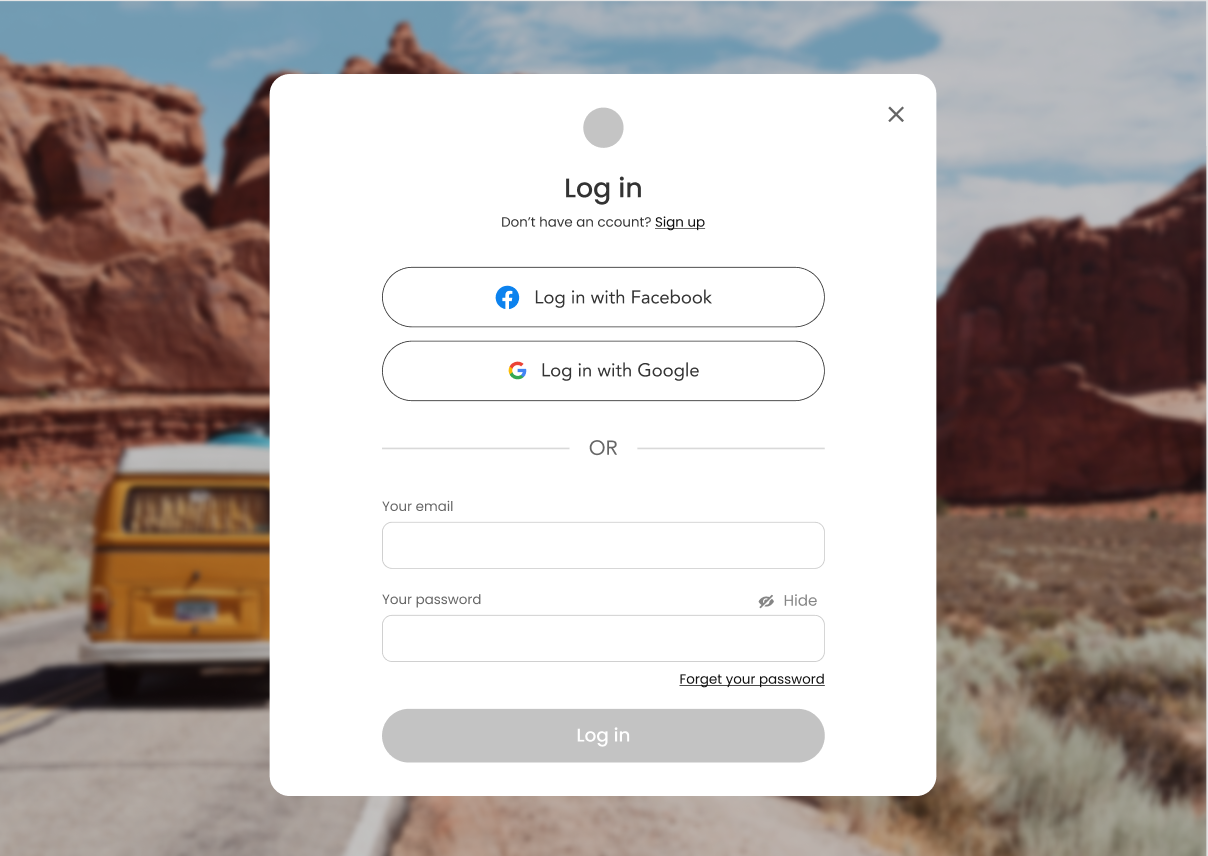 Log in
Don't have an ccount? Sign up
Log in with Facebook
Log in with Google
OR
Your email
Your password
Hide
Forget your password
Log in